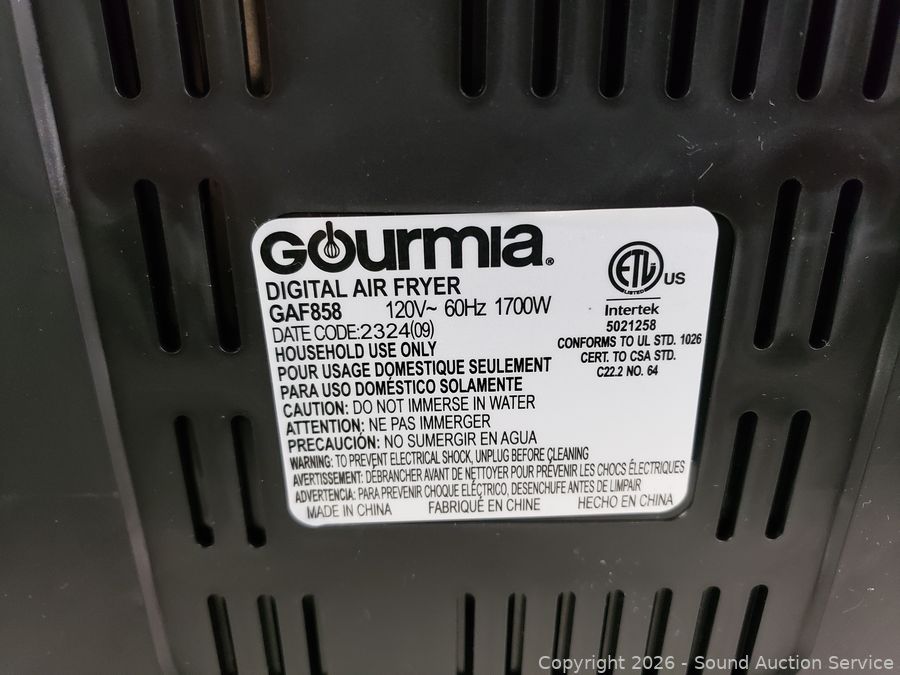 Gourmia®
DIGITAL AIR FRYER
GAF858 120V~ 60Hz 1700W
DATE CODE:2324(09)
HOUSEHOLD USE ONLY
POUR USAGE DOMESTIQUE SEULEMENT
PARA USO DOMÉSTICO SOLAMENTE
CAUTION: DO NOT IMMERSE IN WATER
ATTENTION: NE PAS IMMERGER
PRECAUCIÓN: NO SUMERGIR EN AGUA
WARNING: TO PREVENT ELECTRICAL SHOCK, UNPLUG BEFORE CLEANING
AVERTISSEMENT: DÉBRANCHER AVANT DE NETTOYER POUR PRÉVENIR LES CHOCS ÉLECTRIQUES
ADVERTENCIA: PARA PREVENIR CHOQUE ELÉCTRICO, DESENCHUFE ANTES DE LIMPIAR
MADE IN CHINA FABRIQUÉ EN CHINE HECHO EN CHINA
ETL US
LISTED
Intertek
5021258
CONFORMS TO UL STD. 1026
CERT. TO CSA STD.
C22.2 NO. 64
Copyright © 2026 - Sound Auction Service